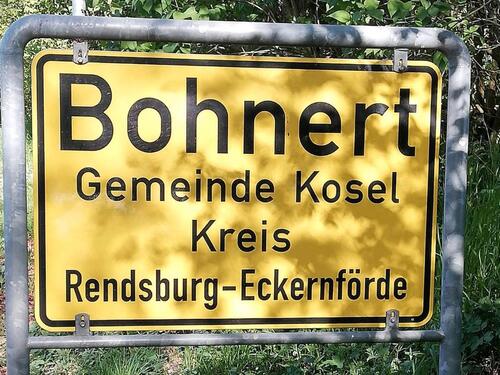 Bohnert
Gemeinde Kosel
Kreis
Rendsburg-Eckernförde